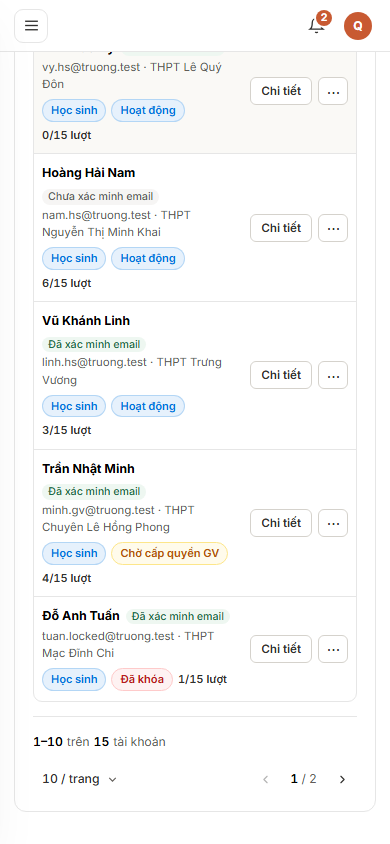 2
Q
vy.hs@truong.test · THPT Lê Quý
Đôn
Chi tiết
...
Học sinh Hoạt động
0/15 lượt
Hoàng Hải Nam
Chưa xác minh email
nam.hs@truong.test · THPT
Nguyễn Thị Minh Khai
Chi tiết
...
Học sinh Hoạt động
6/15 lượt
Vũ Khánh Linh
Đã xác minh email
linh.hs@truong.test · THPT Trưng
Vương
Chi tiết
...
Học sinh Hoạt động
3/15 lượt
Trần Nhật Minh
Đã xác minh email
minh.gv@truong.test · THPT
Chuyên Lê Hồng Phong
Chi tiết
...
Học sinh Chờ cấp quyền GV
4/15 lượt
Đỗ Anh Tuấn Đã xác minh email
tuan.locked@truong.test · THPT
Mạc Đĩnh Chi
Chi tiết
...
Học sinh Đã khóa 1/15 lượt
1–10 trên 15 tài khoản
10 / trang
1 / 2